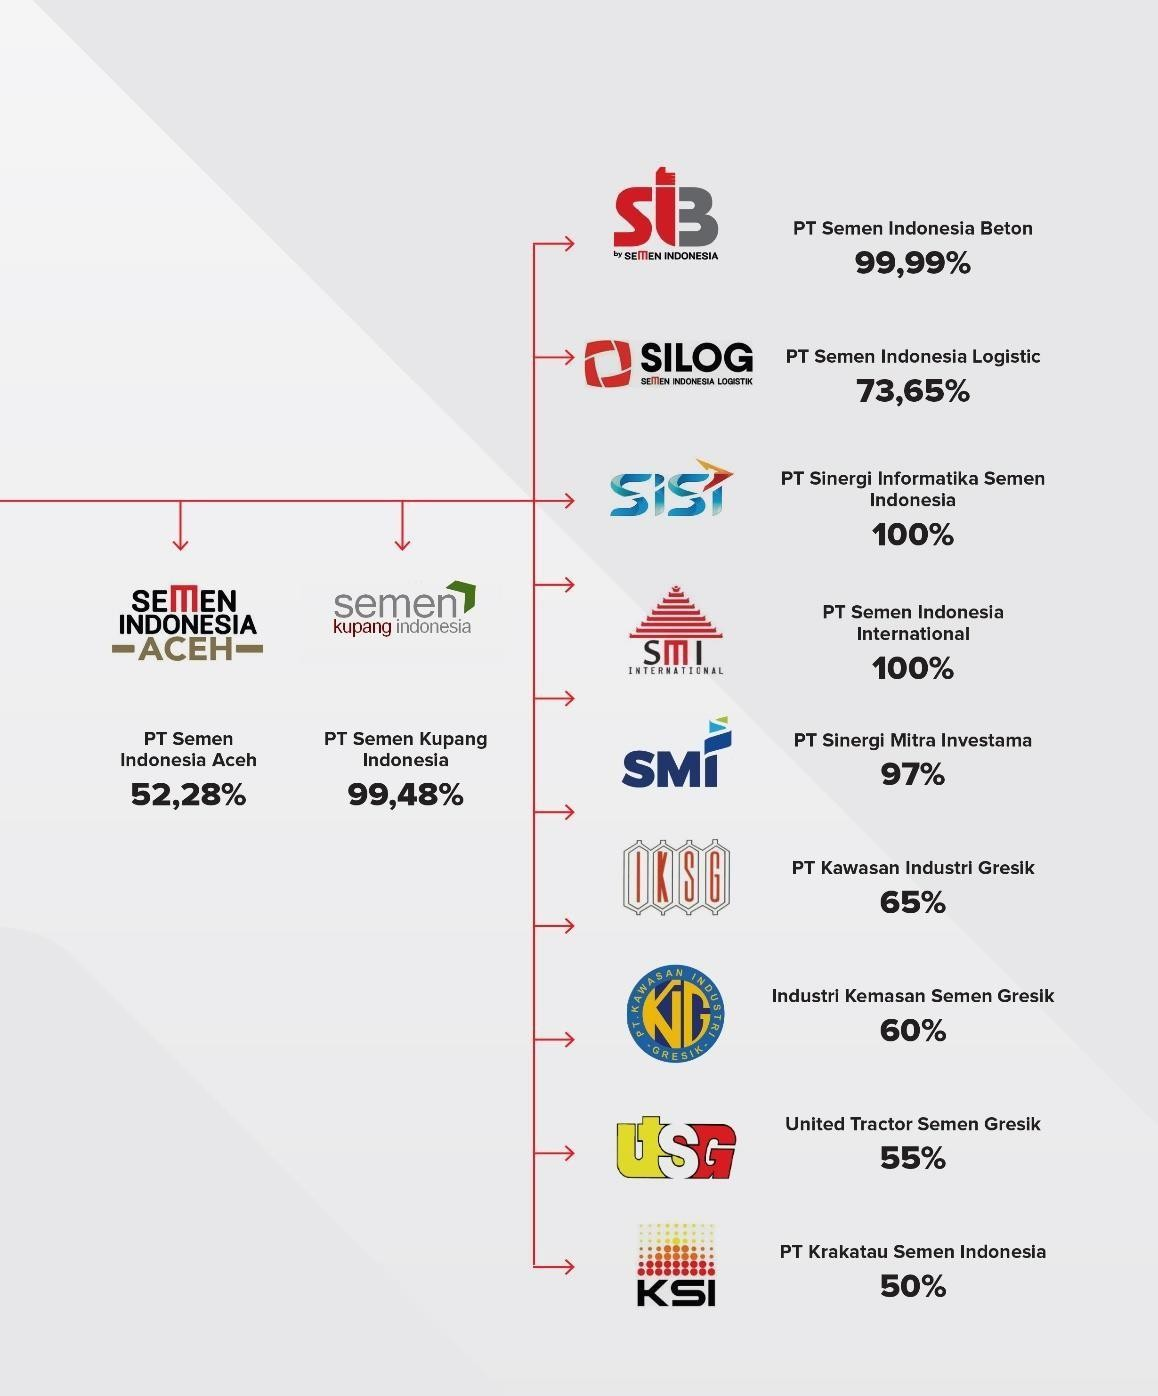 SIB
by SEMEN INDONESIA
PT Semen Indonesia Beton
99,99%
SILOG
SEMEN INDONESIA LOGISTIK
PT Semen Indonesia Logistic
73,65%
SISI
PT Sinergi Informatika Semen
Indonesia
100%
SEMEN
INDONESIA
ACEH
PT Semen
Indonesia Aceh
52,28%
semen
kupang indonesia
PT Semen Kupang
Indonesia
99,48%
SMI
INTERNATIONAL
PT Semen Indonesia
International
100%
SMI
PT Sinergi Mitra Investama
97%
IKSG
PT Kawasan Industri Gresik
65%
PT. KAWASAN INDUSTRI
KIG
- GRESIK -
Industri Kemasan Semen Gresik
60%
UTSG
United Tractor Semen Gresik
55%
KSI
PT Krakatau Semen Indonesia
50%